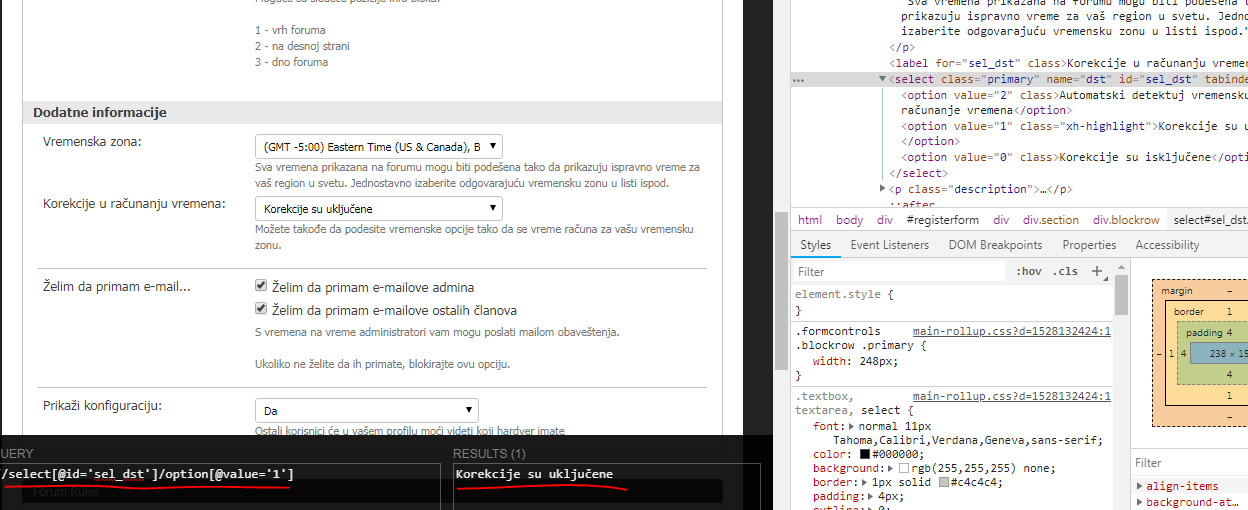 1 - vrh foruma
2 - na desnoj strani
3 - dno foruma
Dodatne informacije
Vremenska zona:
(GMT -5:00) Eastern Time (US & Canada), B
Sva vremena prikazana na forumu mogu biti podešena tako da prikazuju ispravno vreme za
vaš region u svetu. Jednostavno izaberite odgovarajuću vremensku zonu u listi ispod.
Korekcije u računanju vremena:
Korekcije su uključene
Možete takođe da podesite vremenske opcije tako da se vreme računa za vašu vremensku
zonu.
Želim da primam e-mail...
Želim da primam e-mailove admina
Želim da primam e-mailove ostalih članova
S vremena na vreme administratori vam mogu poslati mailom obaveštenja.
Ukoliko ne želite da ih primate, blokirajte ovu opciju.
Prikaži konfiguraciju:
Da
Ostali korisnici će u vašem profilu moći videti koji hardver imate
UERY
/select[@id='sel_dst']/option[@value='1']
Forum Rules
RESULTS (1)
Korekcije su uključene
"Sva vremena prikazana na forumu mogu biti podešena
prikazuju ispravno vreme za vaš region u svetu. Jedno
izaberite odgovarajuću vremensku zonu u listi ispod."
</p>
<label for="sel_dst" class>Korekcije u računanju vreme
<select class="primary" name="dst" id="sel_dst" tabinde
<option value="2" class>Automatski detektuj vremensku
računanje vremena</option>
<option value="1" class="xh-highlight">Korekcije su u
</option>
<option value="0" class>Korekcije su isključene</opti
</select>
<p class="description">…</p>
::after
html body div #registerform div div.section div.blockrow select#sel_dst.
Styles Event Listeners DOM Breakpoints Properties Accessibility
Filter :hov .cls +
element.style {
}
.formcontrols main-rollup.css?d=1528132424:1
.blockrow .primary {
width: 248px;
}
.textbox, main-rollup.css?d=1528132424:1
textarea, select {
font: normal 11px
Tahoma,Calibri,Verdana,Geneva,sans-serif;
color: #000000;
background: rgb(255,255,255) none;
border: 1px solid #c4c4c4;
padding: 4px;
outline: 0;
margin -
border 1
padding 4
- 1 4 238 × 15
4
1
-
Filter
align-items
background-at…